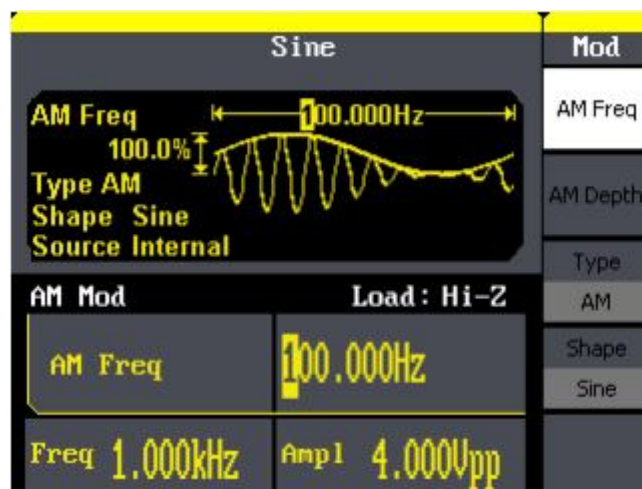 Sine
Mod
AM Freq
100.000Hz
100.0%
Type AM
Shape Sine
Source Internal
AM Freq
AM Depth
Type
AM
Shape
Sine
AM Mod
Load: Hi-Z
AM Freq
100.000Hz
Freq 1.000kHz
Ampl 4.000Vpp